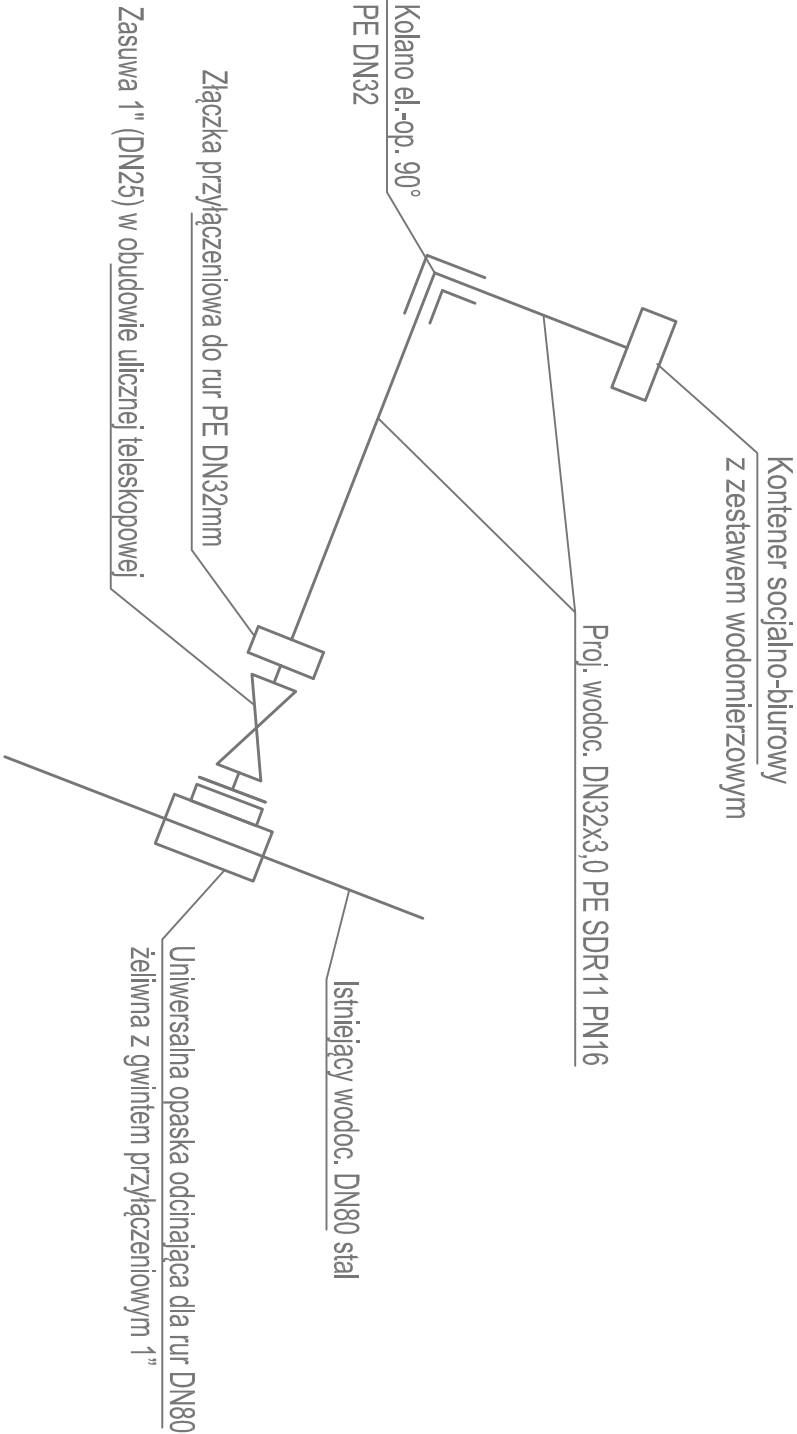 Kontener socjalno-biurowy
z zestawem wodomierzowym
Proj. wodoc. DN32x3,0 PE SDR11 PN16
Kolano el.-op. 90°
PE DN32
Istniejący wodoc. DN80 stal
Złączka przyłączeniowa do rur PE DN32mm
Uniwersalna opaska odcinająca dla rur DN80
żeliwna z gwintem przyłączeniowym 1”
Zasuwa 1" (DN25) w obudowie ulicznej teleskopowej